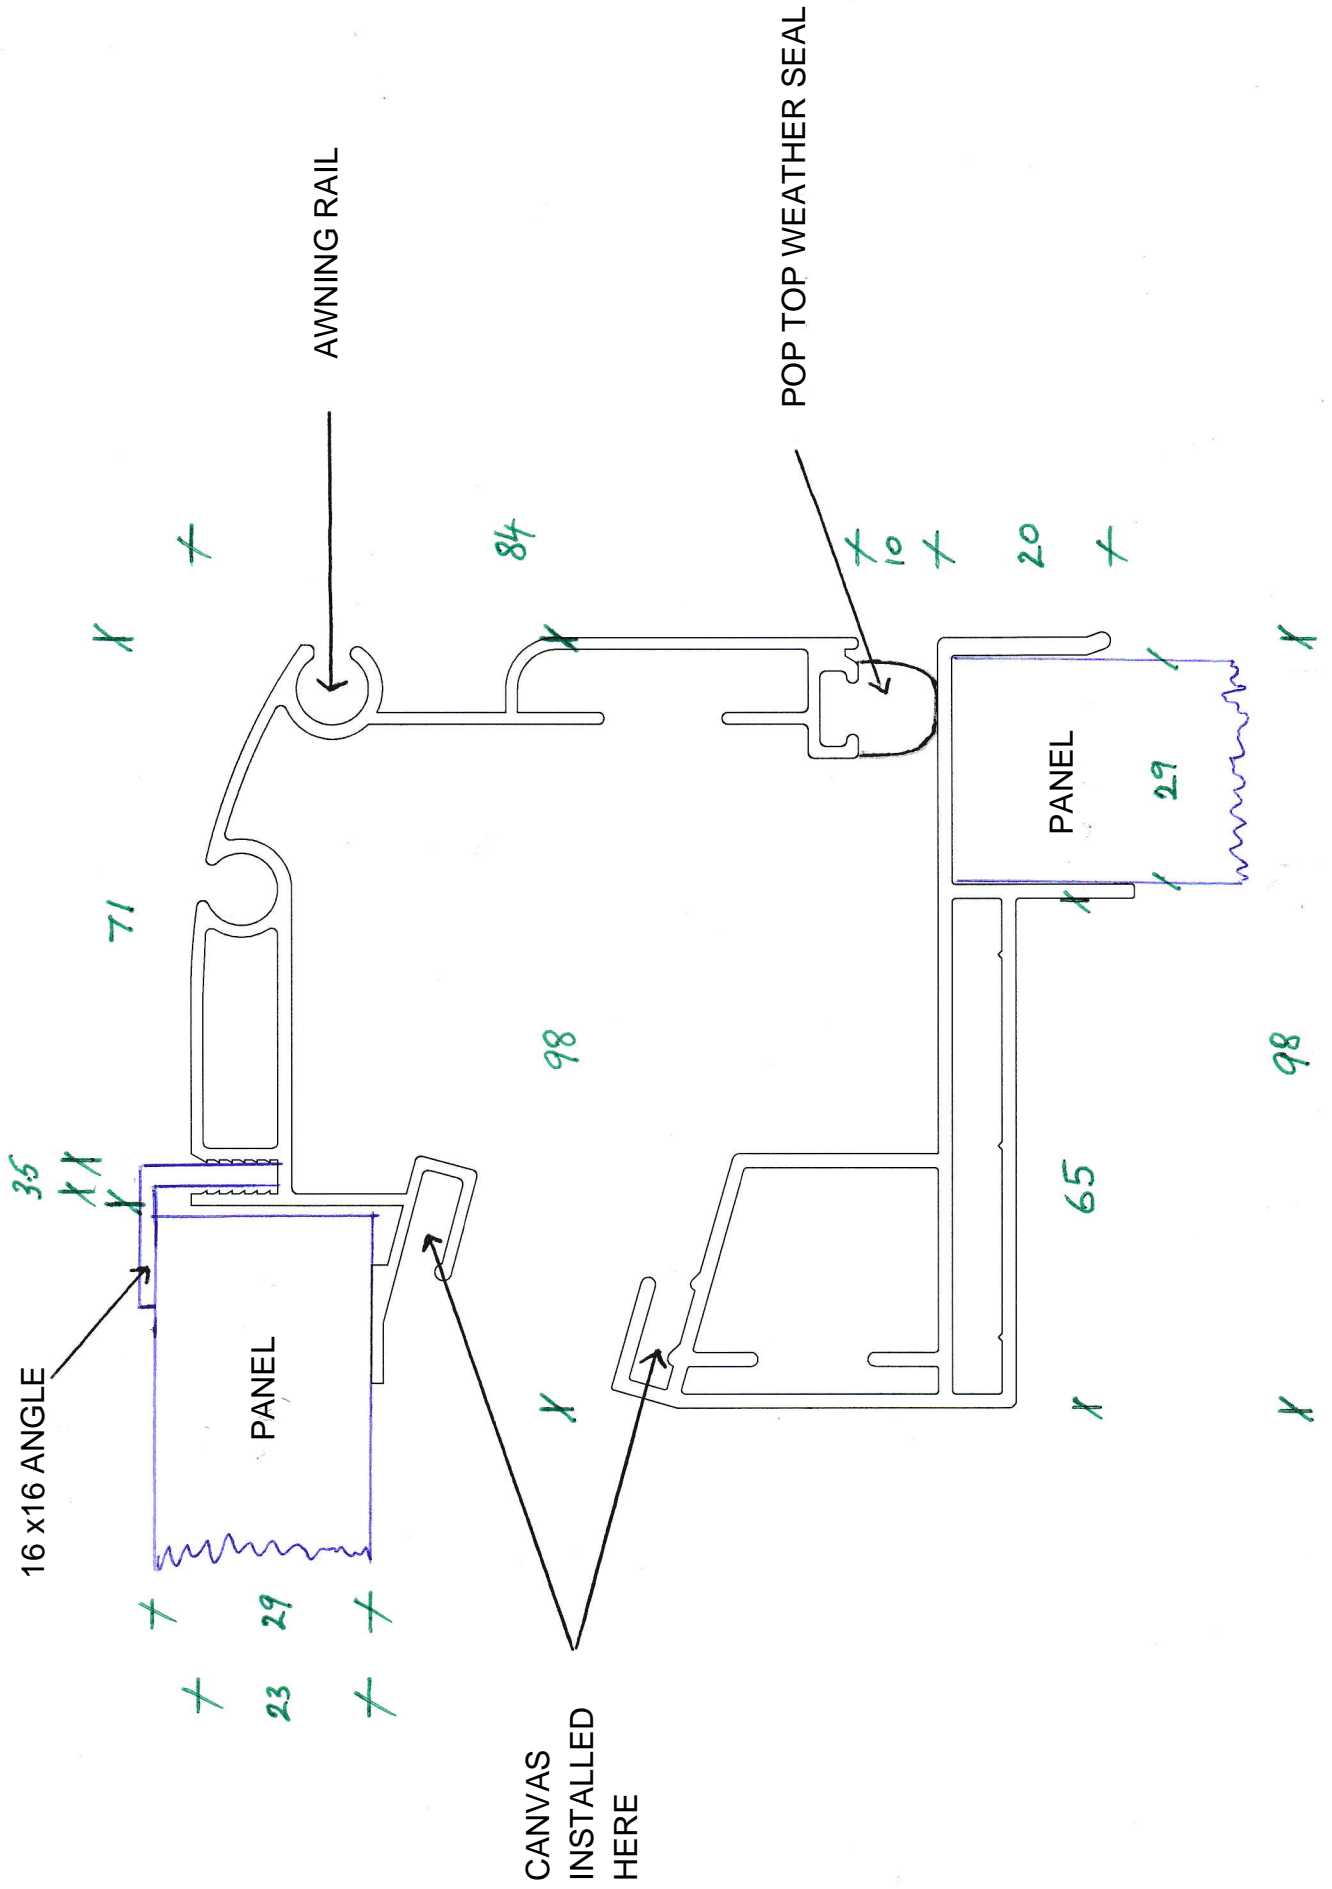 16 x16 ANGLE
3.5
71
AWNING RAIL
84
10
20
POP TOP WEATHER SEAL
PANEL
29
23
CANVAS
INSTALLED
HERE
98
PANEL
29
65
98